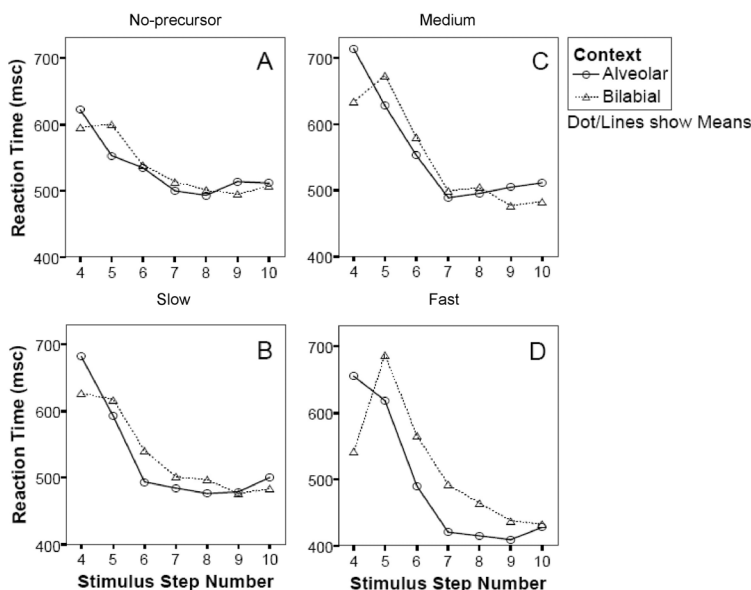 No-precursor
Medium
Reaction Time (msc)
700
600
500
400
A
4 5 6 7 8 9 10
700
600
500
400
C
4 5 6 7 8 9 10
Context
Alveolar
Bilabial
Dot/Lines show Means
Slow
Fast
Reaction Time (msc)
700
600
500
400
B
4 5 6 7 8 9 10
Stimulus Step Number
700
600
500
400
D
4 5 6 7 8 9 10
Stimulus Step Number